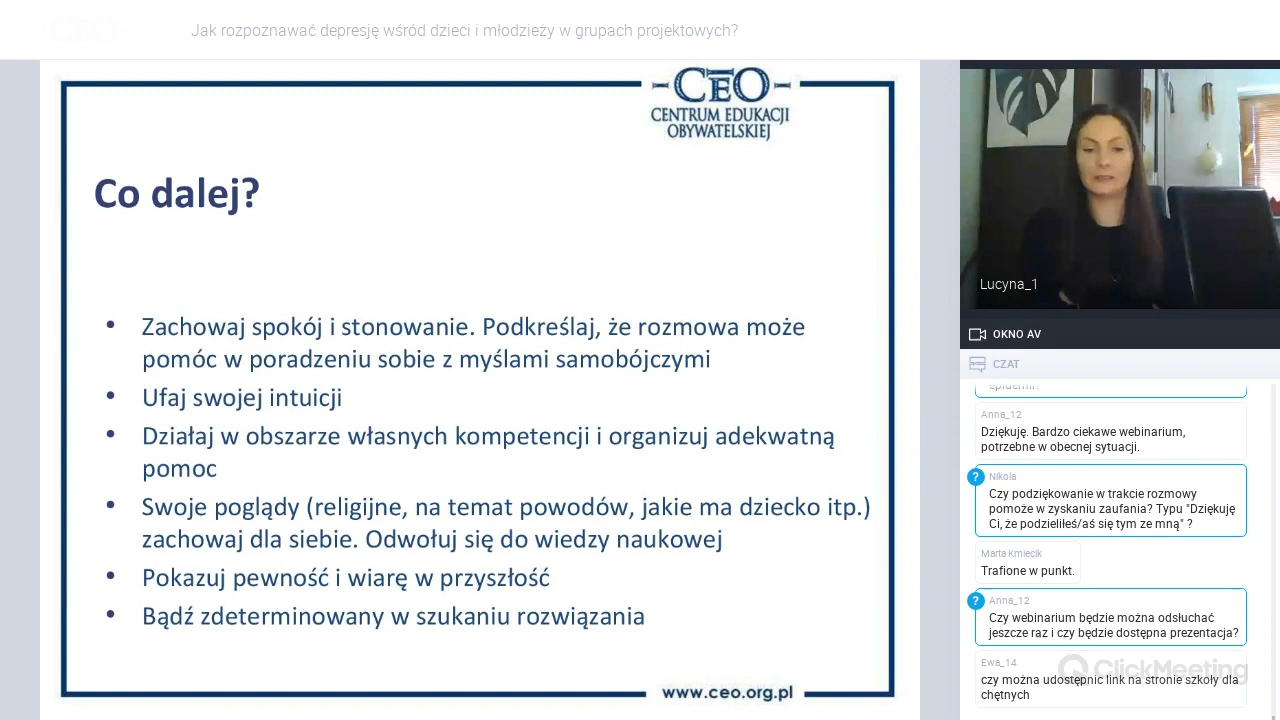 Jak rozpoznawać depresję wśród dzieci i młodzieży w grupach projektowych?
CEO
CENTRUM EDUKACJI
OBYWATELSKIEJ
Co dalej?
• Zachowaj spokój i stonowanie. Podkreślaj, że rozmowa może
pomóc w poradzeniu sobie z myślami samobójczymi
• Ufaj swojej intuicji
• Działaj w obszarze własnych kompetencji i organizuj adekwatną
pomoc
• Swoje poglądy (religijne, na temat powodów, jakie ma dziecko itp.)
zachowaj dla siebie. Odwołuj się do wiedzy naukowej
• Pokazuj pewność i wiarę w przyszłość
• Bądź zdeterminowany w szukaniu rozwiązania
www.ceo.org.pl
Lucyna_1
OKNO AV
CZAT
epidemii?
Anna_12
Dziękuję. Bardzo ciekawe webinarium,
potrzebne w obecnej sytuacji.
?
Nikola
Czy podziękowanie w trakcie rozmowy
pomoże w zyskaniu zaufania? Typu "Dziękuję
Ci, że podzieliłeś/aś się tym ze mną" ?
Marta Kmiecik
Trafione w punkt.
?
Anna_12
Czy webinarium będzie można odsłuchać
jeszcze raz i czy będzie dostępna prezentacja?
Ewa_14
czy można udostępnic link na stronie szkoły dla
chętnych
ClickMeeting